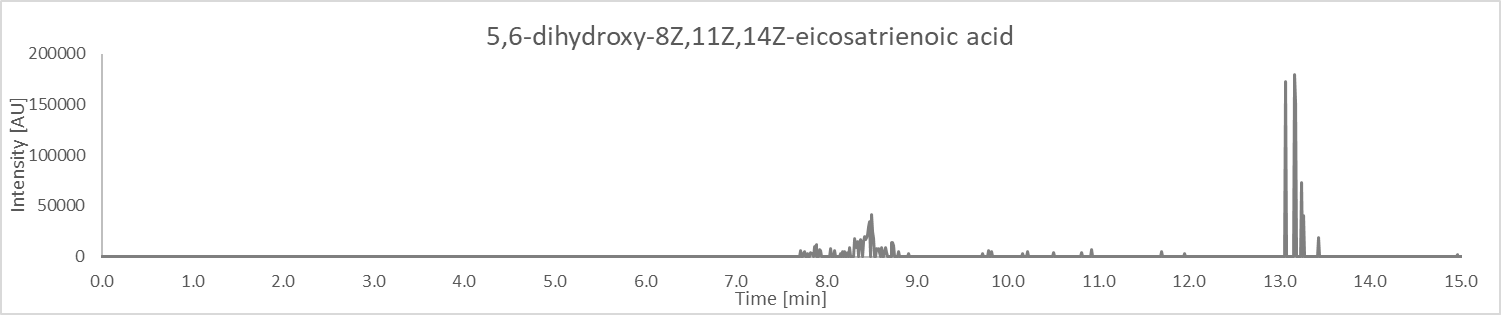 5,6-dihydroxy-8Z,11Z,14Z-eicosatrienoic acid
Intensity [AU]
200000
150000
100000
50000
0
0.0 1.0 2.0 3.0 4.0 5.0 6.0 7.0 8.0 9.0 10.0 11.0 12.0 13.0 14.0 15.0
Time [min]